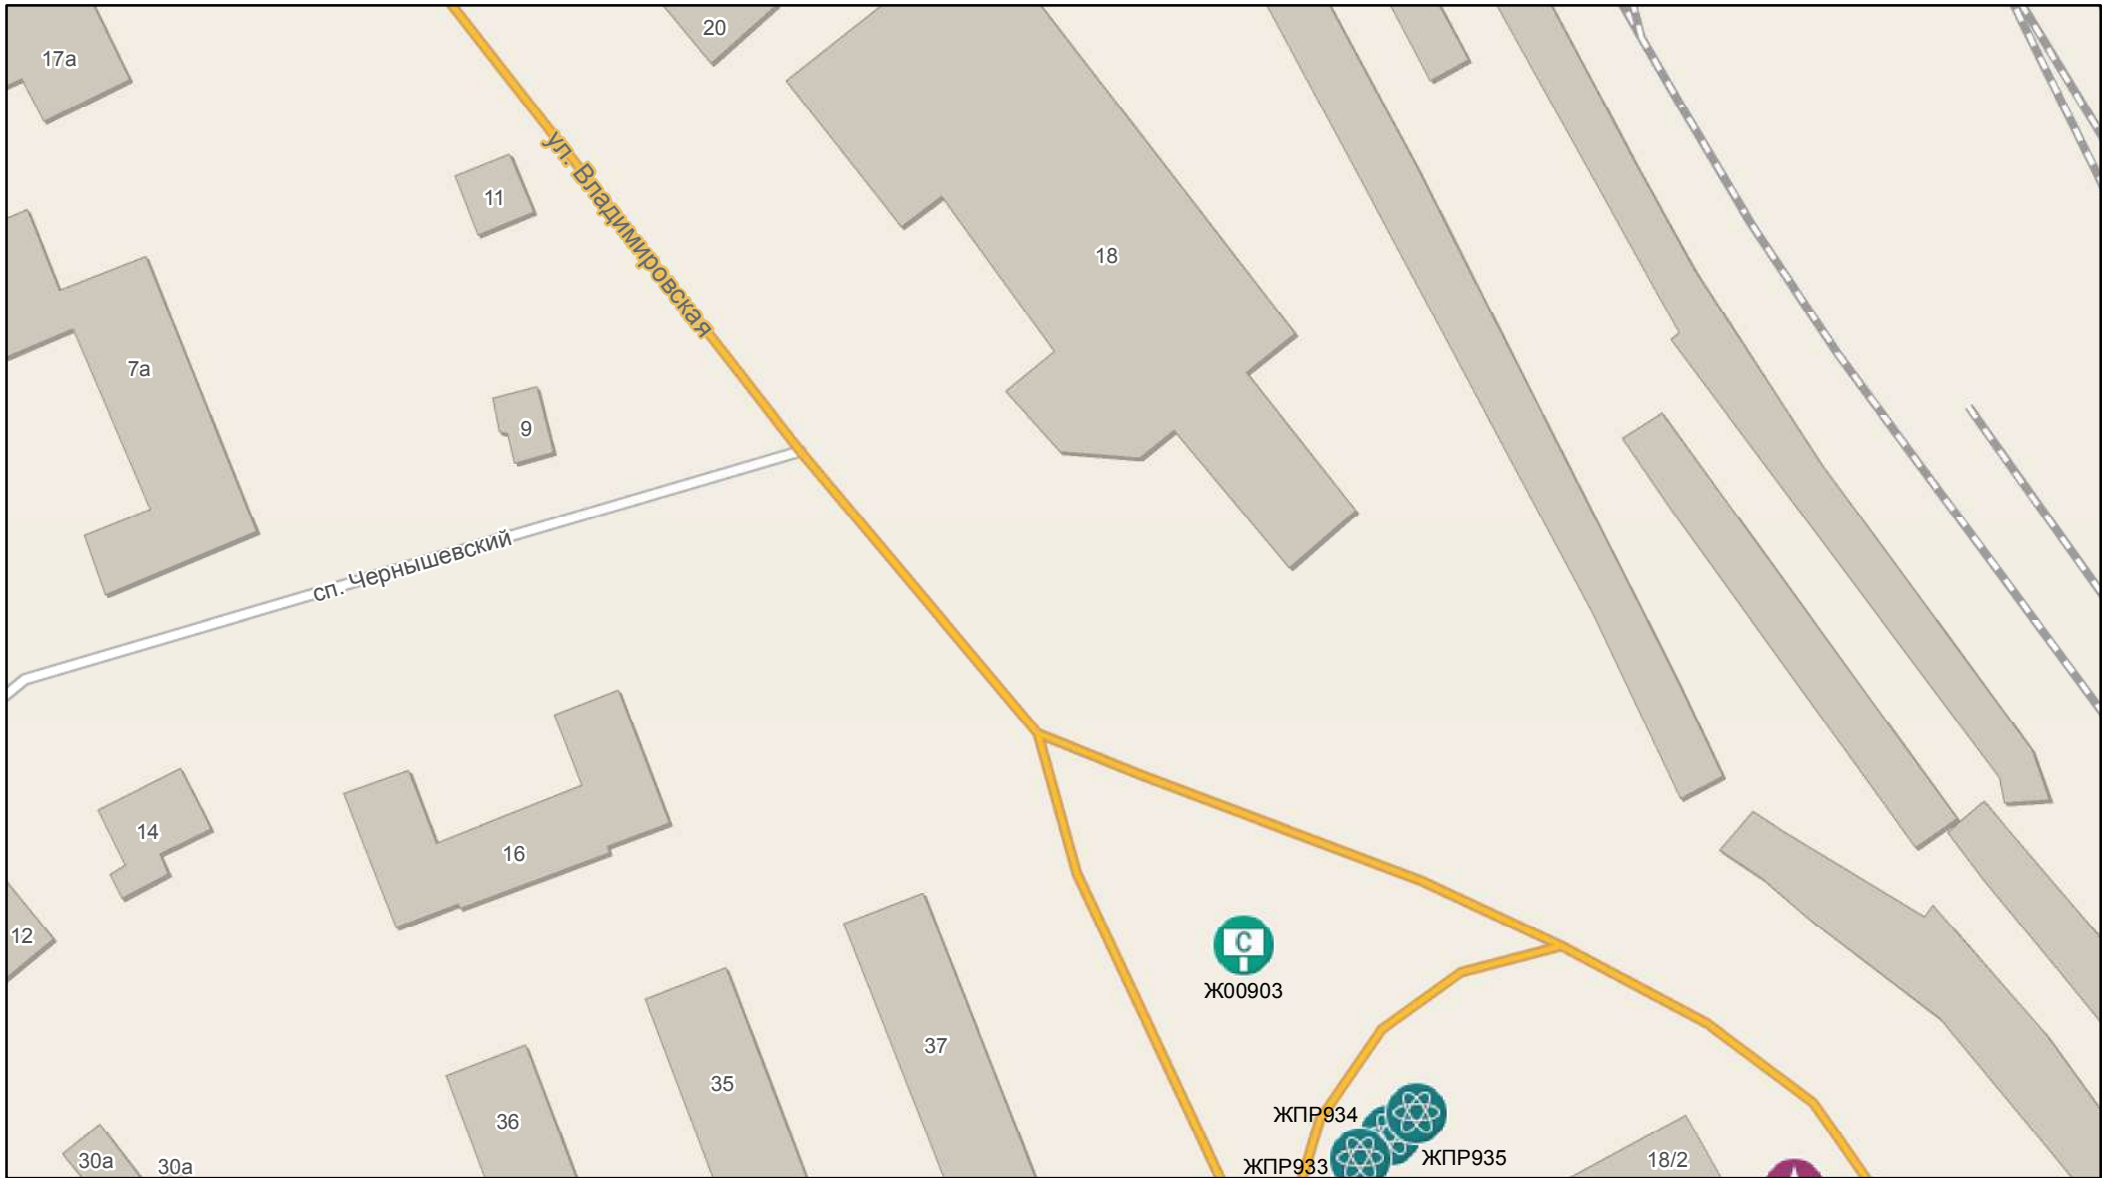 20
17а
11
ул. Владимировская
18
7а
9
сп. Чернышевский
14
16
12
С
Ж00903
37
35
36
ЖПР934
ЖПР935
ЖПР933
18/2
30а
30а